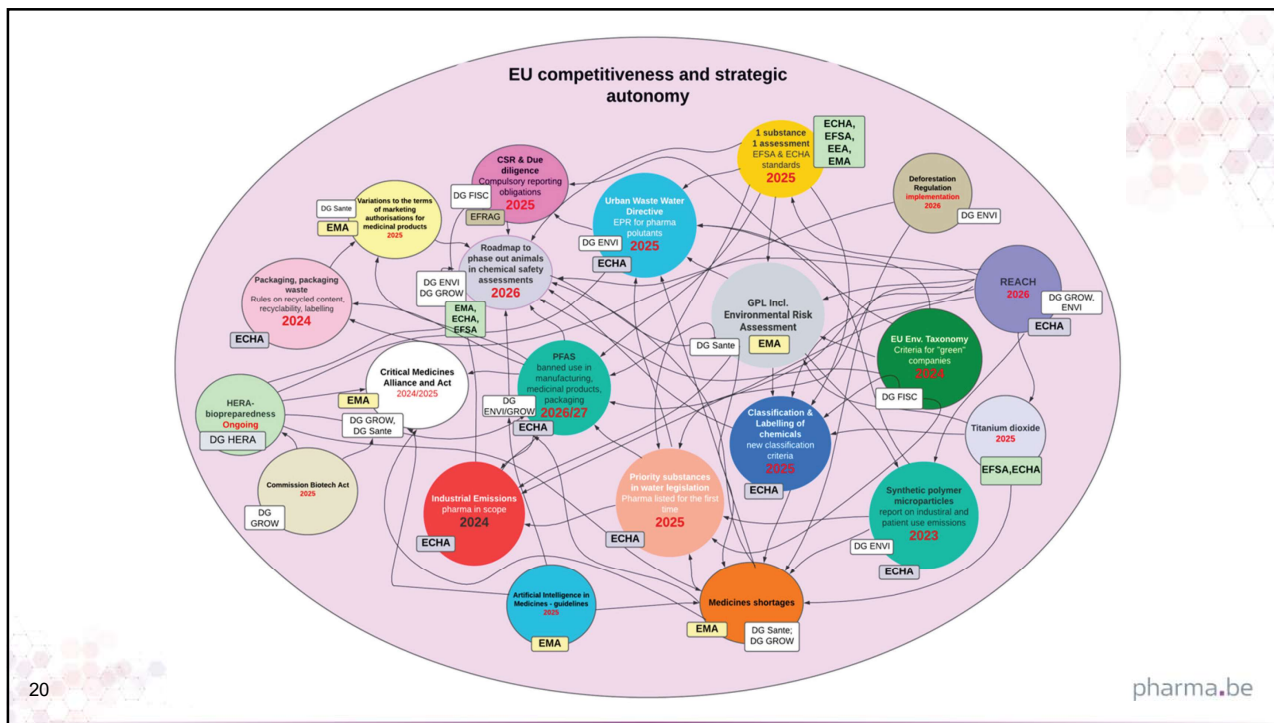 EU competitiveness and strategic
autonomy
1 substance
1 assessment
EFSA & ECHA
standards
2025
ECHA,
EFSA,
EEA,
EMA
CSR & Due
diligence
Compulsory reporting
obligations
2025
DG FISC
EFRAG
Deforestation
Regulation
implementation
2026
DG ENVI
Variations to the terms
of marketing
authorisations for
medicinal products
2025
DG Sante
EMA
Urban Waste Water
Directive
EPR for pharma
polutants
2025
DG ENVI
ECHA
Roadmap to
phase out animals
in chemical safety
assessments
2026
DG ENVI
DG GROW
EMA,
ECHA,
EFSA
Packaging, packaging
waste
Rules on recycled content,
recyclability, labelling
2024
ECHA
REACH
2026
DG GROW,
ENVI
ECHA
GPL Incl.
Environmental Risk
Assessment
DG Sante
EMA
EU Env. Taxonomy
Criteria for "green"
companies
2024
DG FISC
PFAS
banned use in
manufacturing,
medicinal products,
packaging
2026/27
DG
ENVI/GROW
ECHA
Critical Medicines
Alliance and Act
2024/2025
EMA
DG GROW,
DG Sante
HERA-
biopreparedness
Ongoing
DG HERA
Classification &
Labelling of
chemicals
new classification
criteria
2025
ECHA
Titanium dioxide
2025
EFSA,ECHA
Commission Biotech Act
2025
DG
GROW
Industrial Emissions
pharma in scope
2024
ECHA
Priority substances
in water legislation
Pharma listed for the first
time
2025
ECHA
Synthetic polymer
microparticles
report on industiral and
patient use emissions
2023
DG ENVI
ECHA
Artificial Intelligence in
Medicines - guidelines
2025
EMA
Medicines shortages
EMA
DG Sante;
DG GROW
20
pharma.be